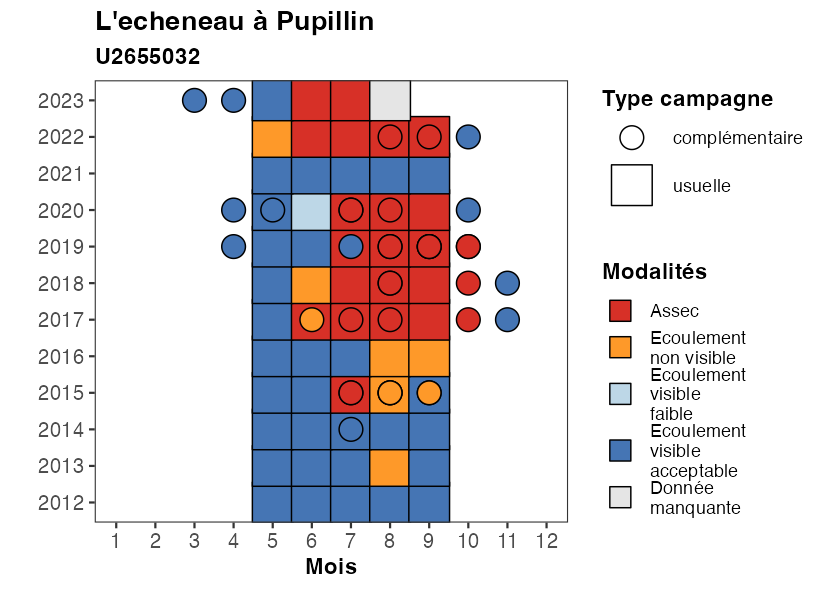 L'echeneau à Pupillin
U2655032
2023
2022
2021
2020
2019
2018
2017
2016
2015
2014
2013
2012
1 2 3 4 5 6 7 8 9 10 11 12
Mois
Type campagne
complémentaire
usuelle
Modalités
Assec
Ecoulement
non visible
Ecoulement
visible
faible
Ecoulement
visible
acceptable
Donnée
manquante